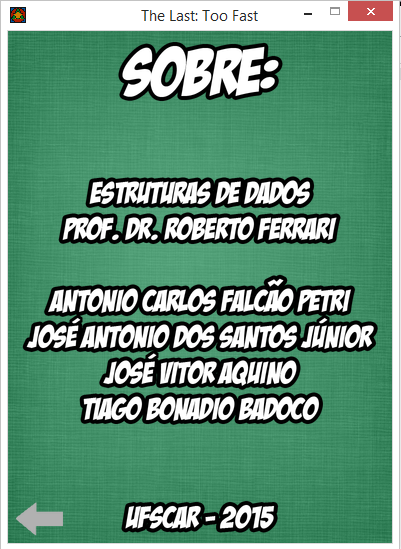 The Last: Too Fast
SOBRE:
ESTRUTURAS DE DADOS
PROF. DR. ROBERTO FERRARI
ANTONIO CARLOS FALCÃO PETRI
JOSÉ ANTONIO DOS SANTOS JÚNIOR
JOSÉ VITOR AQUINO
TIAGO BONADIO BADOCO
UFSCAR - 2015